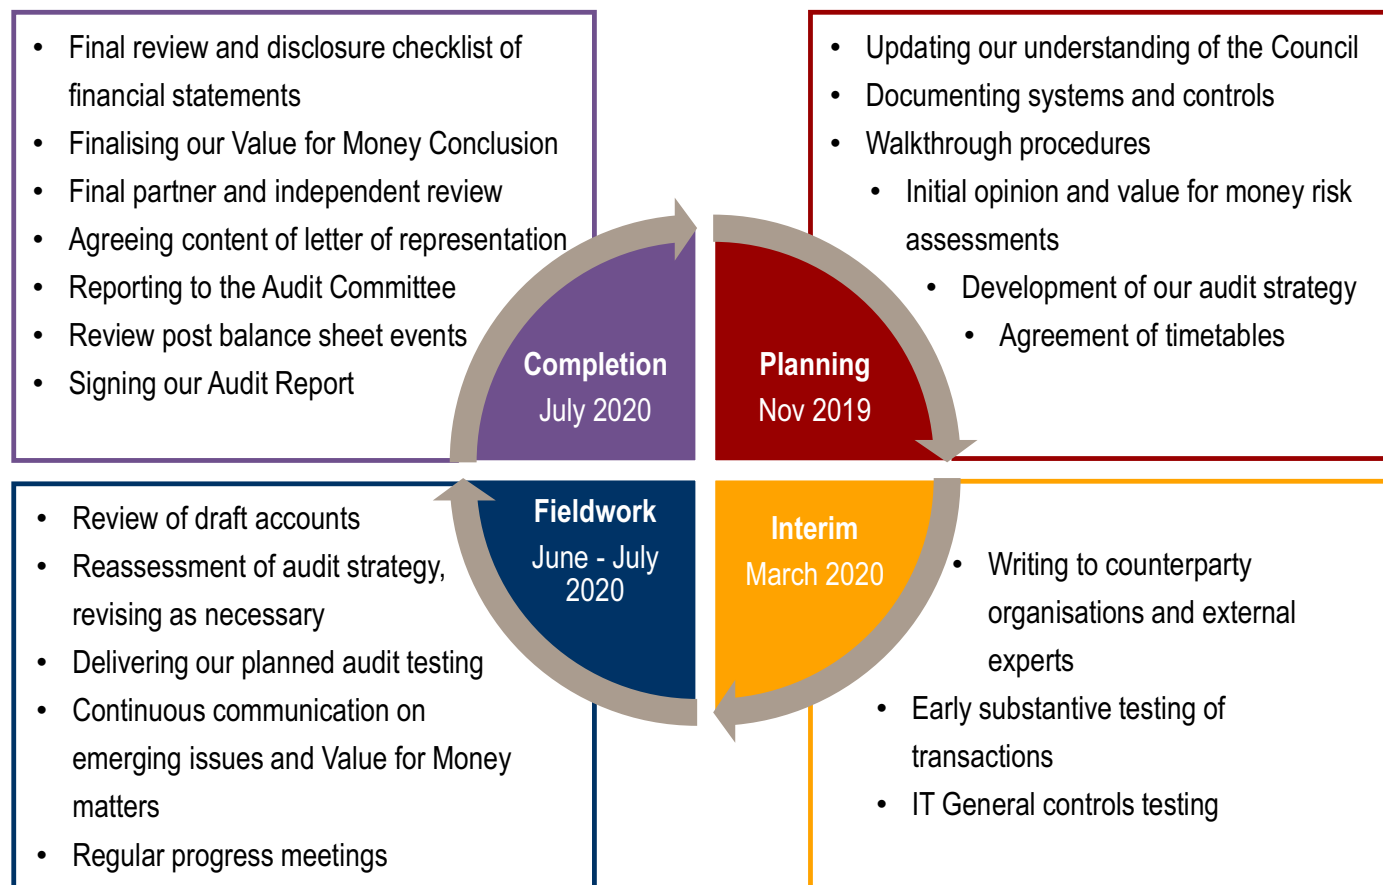 • Final review and disclosure checklist of
financial statements
• Finalising our Value for Money Conclusion
• Final partner and independent review
• Agreeing content of letter of representation
• Reporting to the Audit Committee
• Review post balance sheet events
• Signing our Audit Report
Completion
July 2020
• Updating our understanding of the Council
• Documenting systems and controls
• Walkthrough procedures
• Initial opinion and value for money risk
assessments
• Development of our audit strategy
• Agreement of timetables
Planning
Nov 2019
• Review of draft accounts
• Reassessment of audit strategy,
revising as necessary
• Delivering our planned audit testing
• Continuous communication on
emerging issues and Value for Money
matters
• Regular progress meetings
Fieldwork
June - July
2020
Interim
March 2020
• Writing to counterparty
organisations and external
experts
• Early substantive testing of
transactions
• IT General controls testing